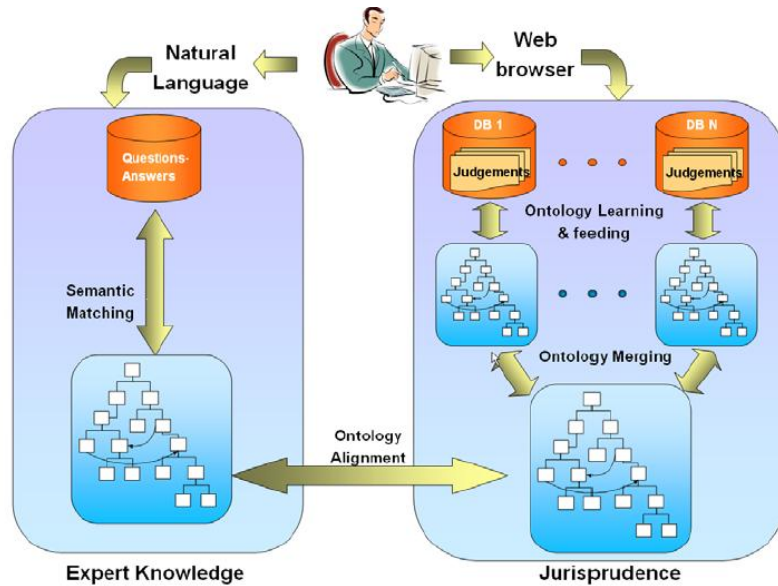 Natural
Language
Web
browser
Questions-
Answers
Semantic
Matching
Expert Knowledge
Ontology
Alignment
DB 1
DB N
Judgements
Judgements
Ontology Learning
& feeding
Ontology Merging
Jurisprudence